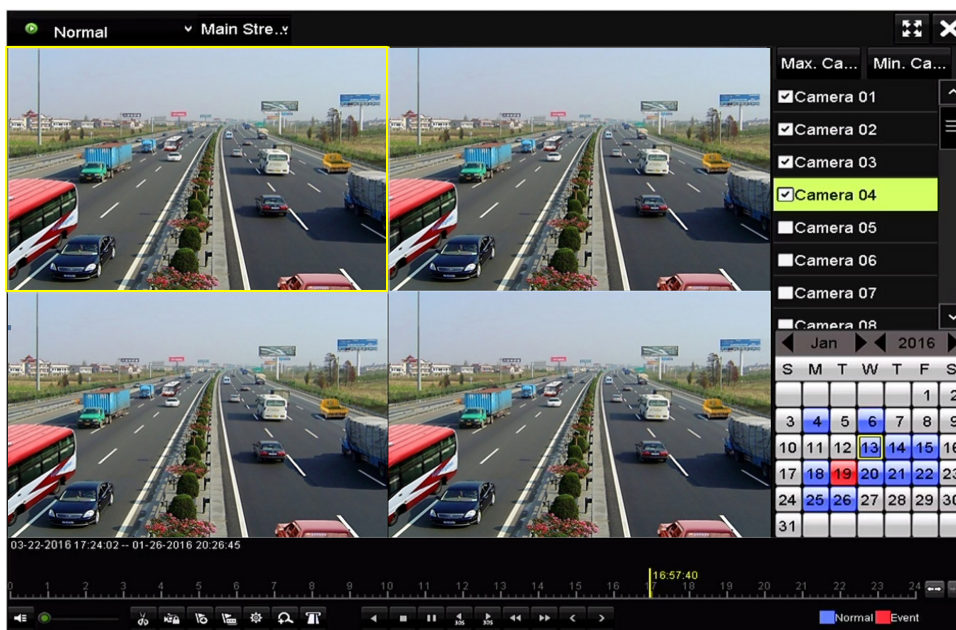 Normal Main Stre..
Max. Ca... Min. Ca...
Camera 01
Camera 02
Camera 03
Camera 04
Camera 05
Camera 06
Camera 07
Camera 08
Jan 2016
S M T W T F S
1 2
3 4 5 6 7 8 9
10 11 12 13 14 15 16
17 18 19 20 21 22 23
24 25 26 27 28 29 30
31
03-22-2016 17:24:02 -- 01-26-2016 20:26:45
16:57:40
0 1 2 3 4 5 6 7 8 9 10 11 12 13 14 15 16 17 18 19 20 21 22 23 24
30S 30S
Normal Event